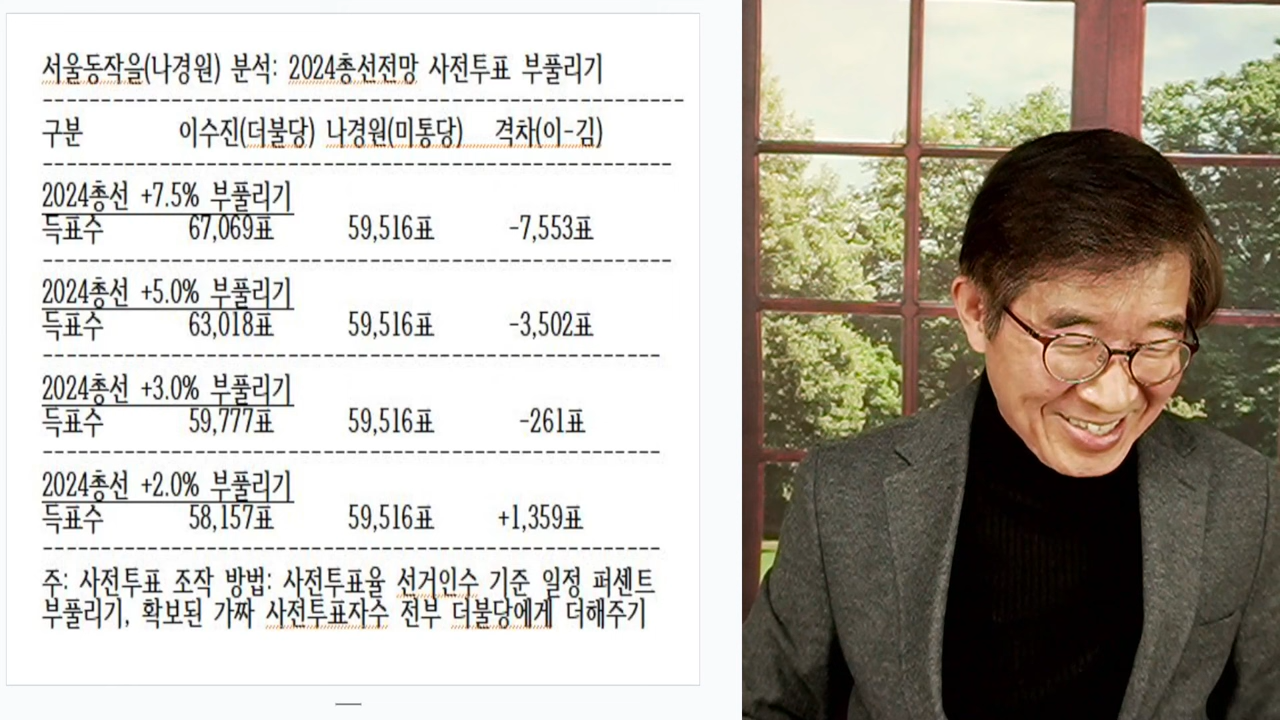 서울동작을(나경원) 분석: 2024총선전망 사전투표 부풀리기
구분 이수진(더불당) 나경원(미통당) 격차(이-김)
2024총선 +7.5% 부풀리기
득표수 67,069표 59,516표 -7,553표
2024총선 +5.0% 부풀리기
득표수 63,018표 59,516표 -3,502표
2024총선 +3.0% 부풀리기
득표수 59,777표 59,516표 -261표
2024총선 +2.0% 부풀리기
득표수 58,157표 59,516표 +1,359표
주: 사전투표 조작 방법: 사전투표율 선거인수 기준 일정 퍼센트
부풀리기, 확보된 가짜 사전투표자수 전부 더불당에게 더해주기